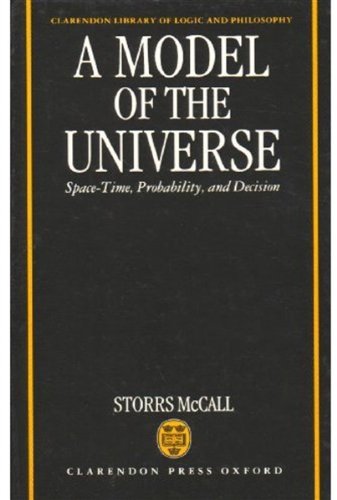 CLARENDON LIBRARY OF LOGIC AND PHILOSOPHY
A MODEL
OF THE
UNIVERSE
Space-Time, Probability, and Decision
STORRS McCALL
CLARENDON PRESS OXFORD